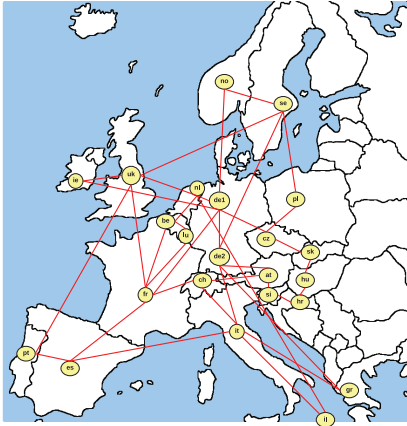 no
se
ie
uk
nl
de1
pl
be
lu
cz
de2
sk
ch
at
hu
fr
si
hr
it
pt
es
gr
il